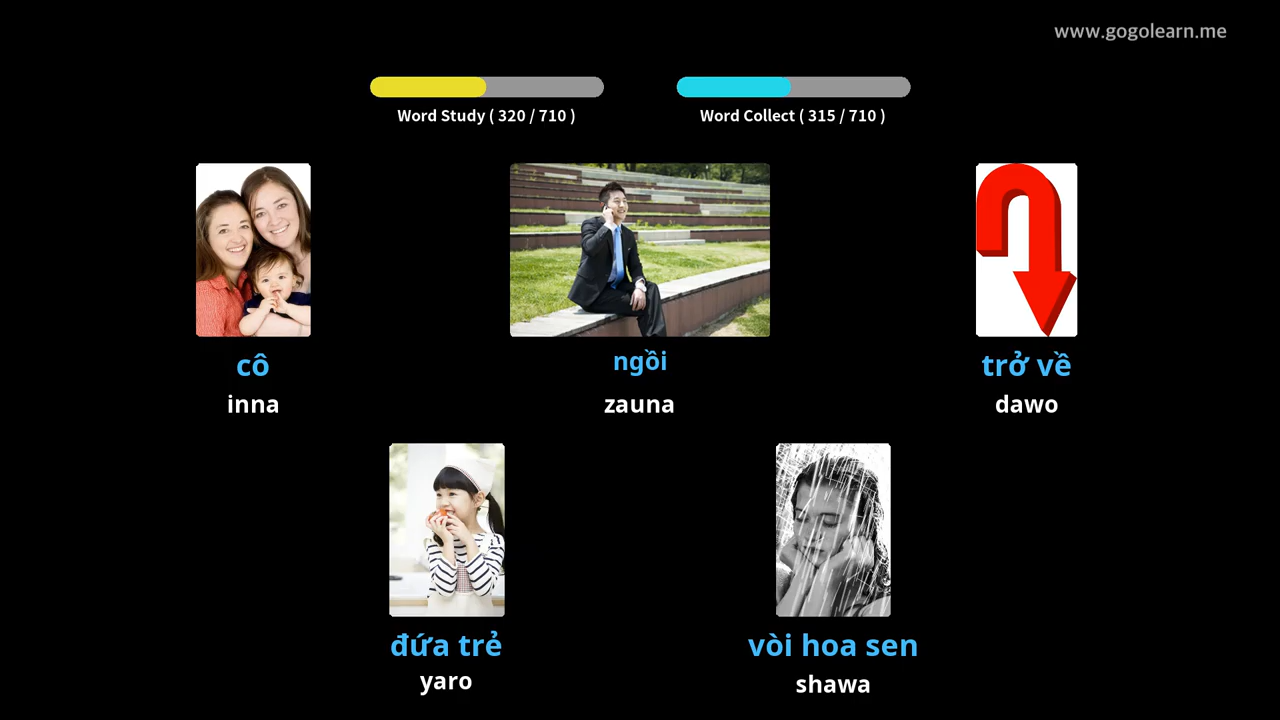 www.gogolearn.me
Word Study ( 320 / 710 )
Word Collect ( 315 / 710 )
cô
inna
ngồi
zauna
trở về
dawo
đứa trẻ
yaro
vòi hoa sen
shawa